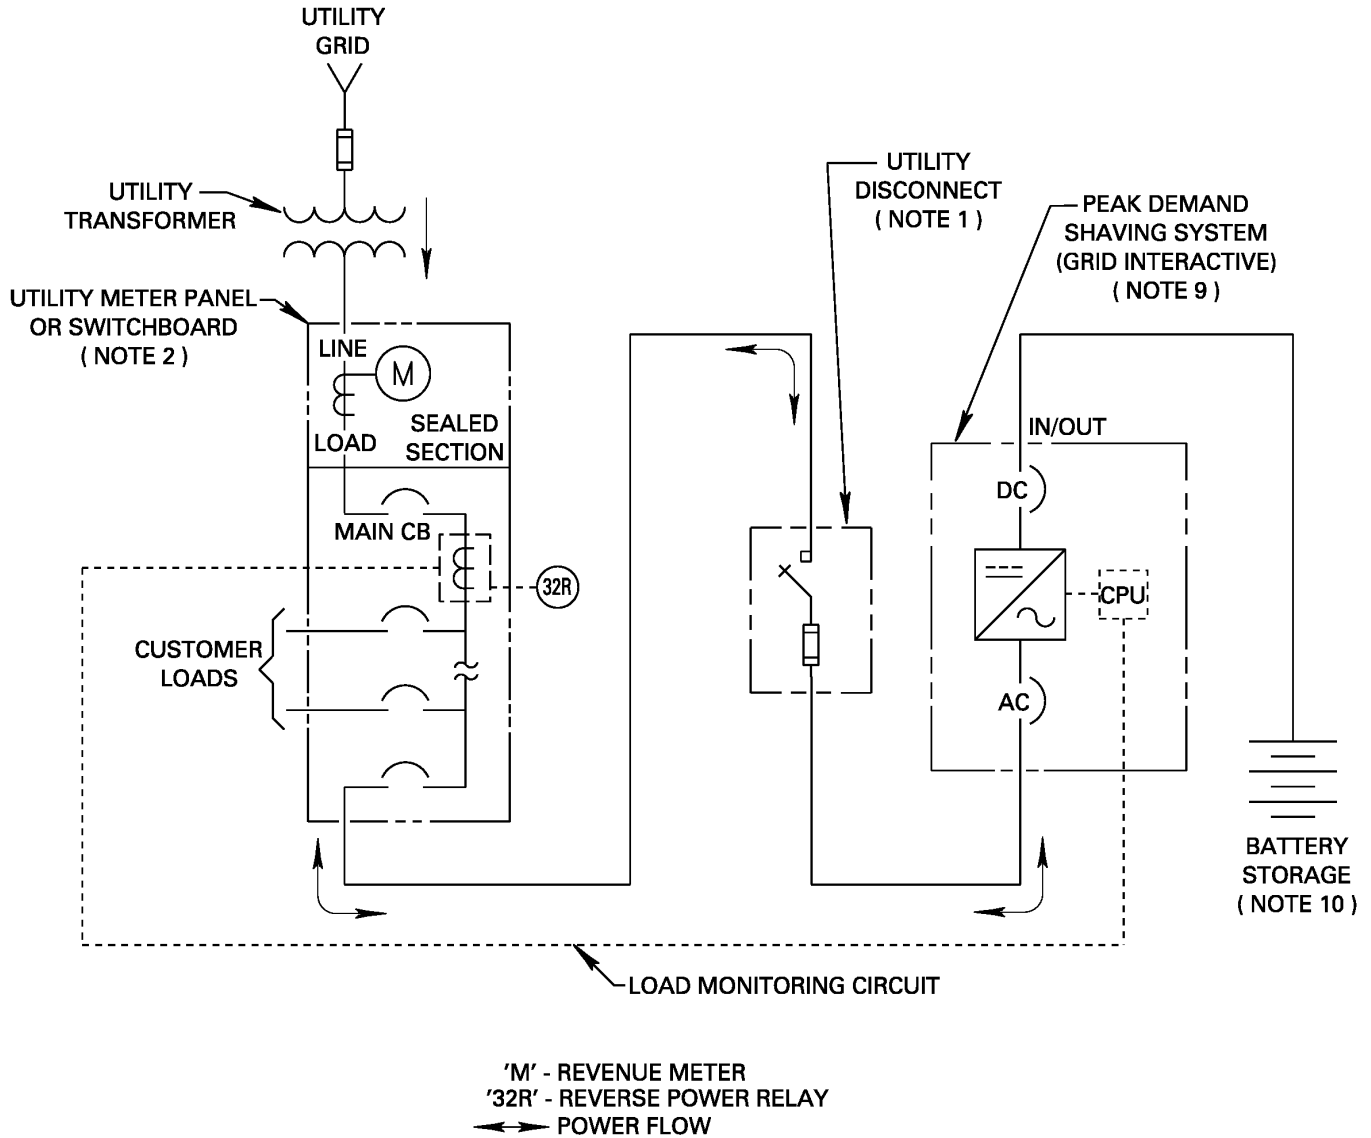 UTILITY
GRID
UTILITY
TRANSFORMER
UTILITY METER PANEL
OR SWITCHBOARD
( NOTE 2 )
LINE
M
LOAD
SEALED
SECTION
MAIN CB
32R
CUSTOMER
LOADS
UTILITY
DISCONNECT
( NOTE 1 )
PEAK DEMAND
SHAVING SYSTEM
(GRID INTERACTIVE)
( NOTE 9 )
IN/OUT
DC
CPU
AC
BATTERY
STORAGE
( NOTE 10 )
LOAD MONITORING CIRCUIT
'M' - REVENUE METER
'32R' - REVERSE POWER RELAY
POWER FLOW